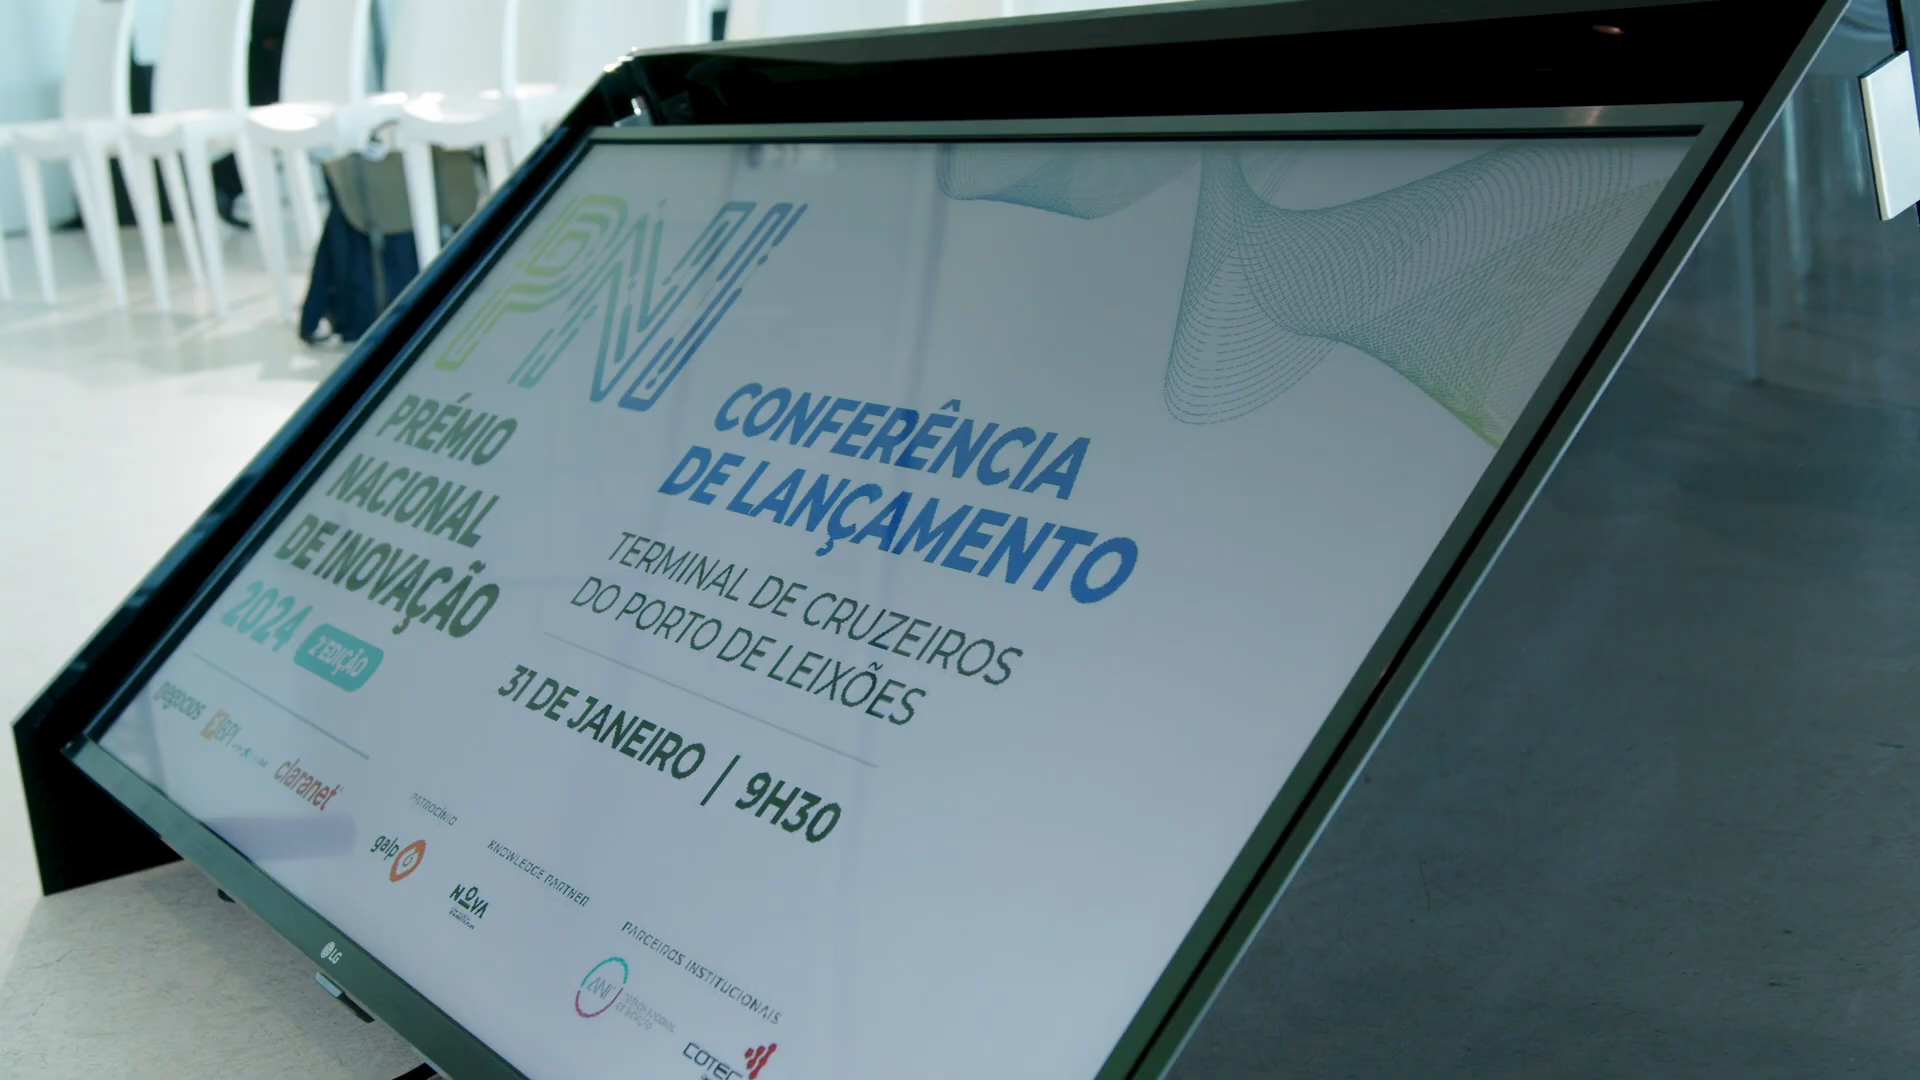 PNI
PRÉMIO
NACIONAL
DE INOVAÇÃO
2024 2ª EDIÇÃO
negócios
BPI
claranet
CONFERÊNCIA
DE LANÇAMENTO
TERMINAL DE CRUZEIROS
DO PORTO DE LEIXÕES
31 DE JANEIRO | 9H30
PATROCÍNIO
galp
KNOWLEDGE PARTNER
NOVA
PARCEIROS INSTITUCIONAIS
ANI
COTEC
LG